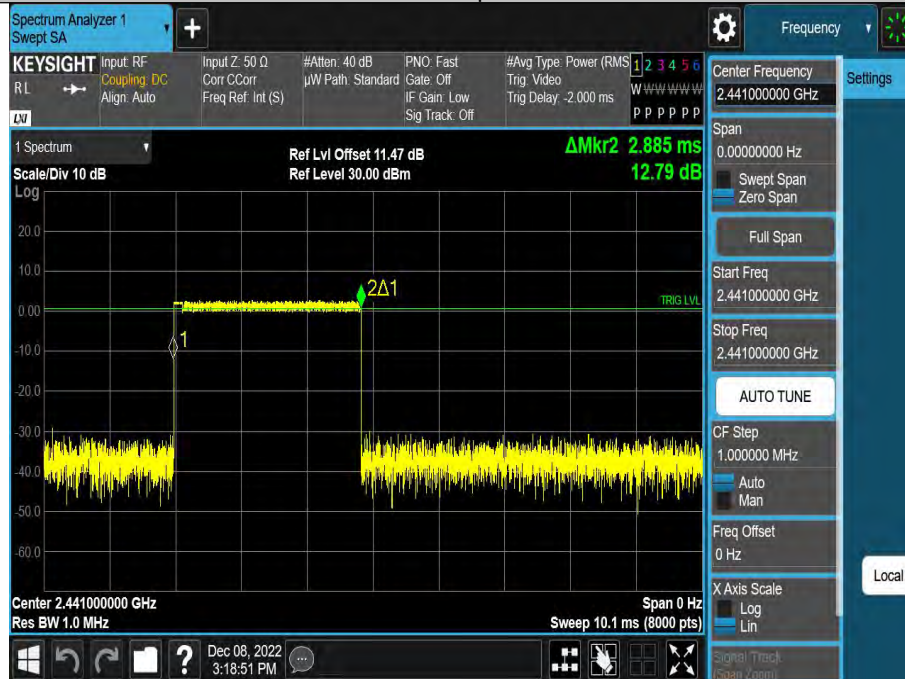 Spectrum Analyzer 1
Swept SA
+
Frequency
KEYSIGHT
RL
LXI
Input: RF
Coupling: DC
Align: Auto
Input Z: 50 Ω
Corr CCorr
Freq Ref: Int (S)
#Atten: 40 dB
µW Path: Standard
PNO: Fast
Gate: Off
IF Gain: Low
Sig Track: Off
#Avg Type: Power (RMS
Trig: Video
Trig Delay: -2.000 ms
1 2 3 4 5 6
W W W W W W
P P P P P P
1 Spectrum
Scale/Div 10 dB
Log
Ref Lvl Offset 11.47 dB
Ref Level 30.00 dBm
ΔMkr2 2.885 ms
12.79 dB
20.0
10.0
0.00
-10.0
-20.0
-30.0
-40.0
-50.0
-60.0
2Δ1
1
TRIG LVL
Center 2.441000000 GHz
Res BW 1.0 MHz
Span 0 Hz
Sweep 10.1 ms (8000 pts)
Dec 08, 2022
3:18:51 PM
?
Center Frequency
2.441000000 GHz
Span
0.00000000 Hz
Swept Span
Zero Span
Full Span
Start Freq
2.441000000 GHz
Stop Freq
2.441000000 GHz
AUTO TUNE
CF Step
1.000000 MHz
Auto
Man
Freq Offset
0 Hz
X Axis Scale
Log
Lin
Signal Track
(Span Zoom)
Settings
Local